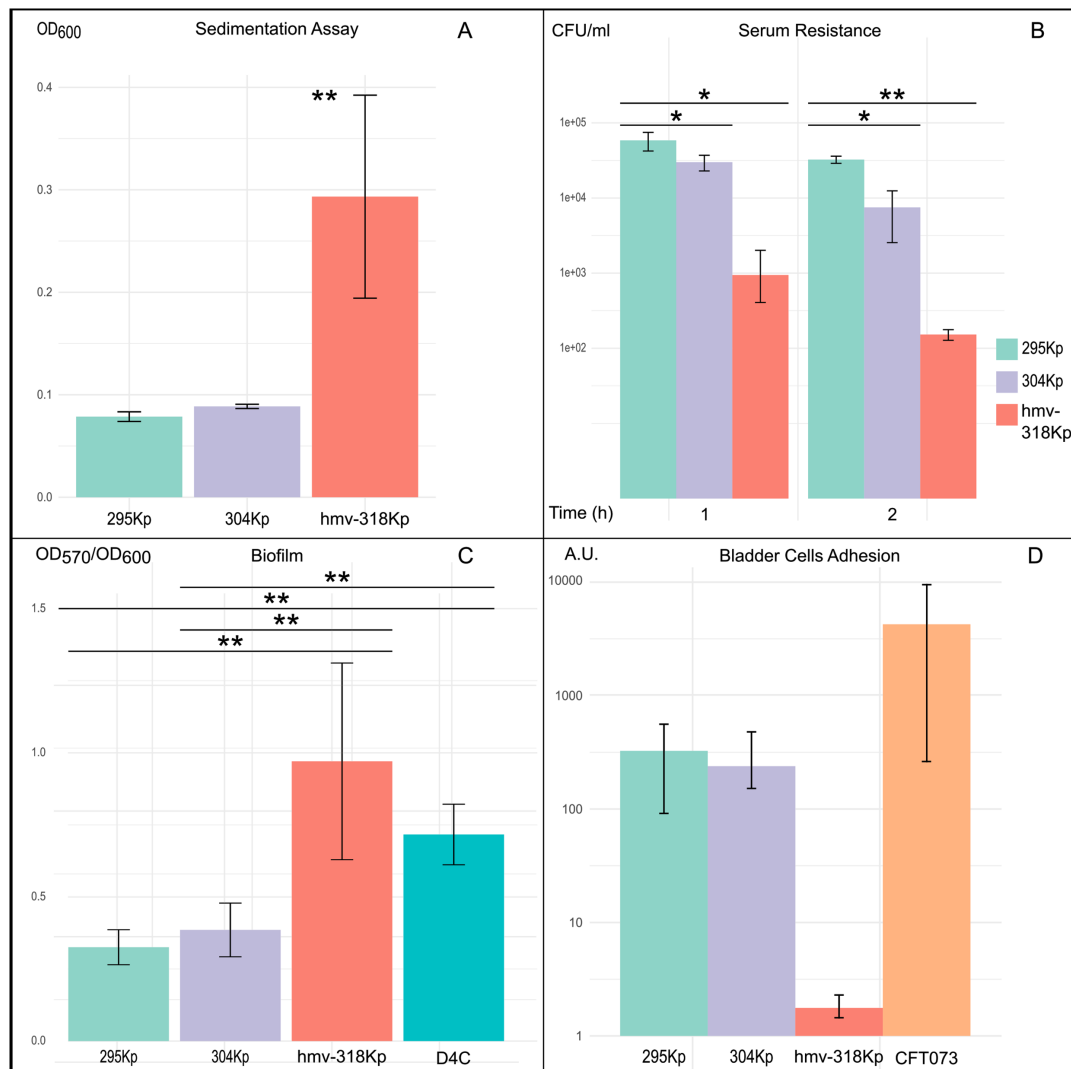 OD600 Sedimentation Assay A
0.4
**
0.3
0.2
0.1
0.0
295Kp 304Kp hmv-318Kp
CFU/ml Serum Resistance B
* **
* *
1e+05
1e+04
1e+03
1e+02
295Kp
304Kp
hmv-
318Kp
Time (h) 1 2
OD570/OD600 Biofilm C
**
**
1.5
**
**
1.0
0.5
0.0
295Kp 304Kp hmv-318Kp D4C
A.U. Bladder Cells Adhesion D
10000
1000
100
10
1
295Kp 304Kp hmv-318Kp CFT073